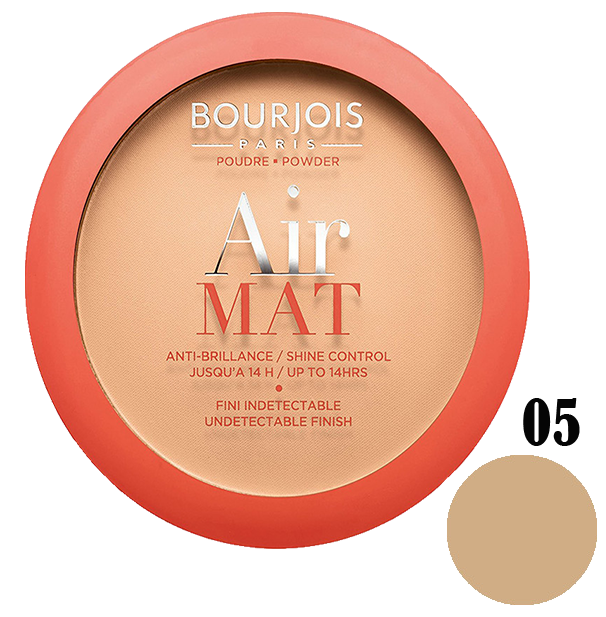 BOURJOIS
PARIS
POUDRE ▪ POWDER
Air
MAT
ANTI-BRILLANCE / SHINE CONTROL
JUSQU'A 14 H / UP TO 14HRS
•
FINI INDETECTABLE
UNDETECTABLE FINISH
05